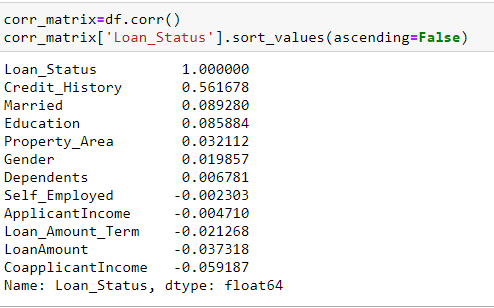 corr_matrix=df.corr()
corr_matrix['Loan_Status'].sort_values(ascending=False)
Loan_Status 1.000000
Credit_History 0.561678
Married 0.089280
Education 0.085884
Property_Area 0.032112
Gender 0.019857
Dependents 0.006781
Self_Employed -0.002303
ApplicantIncome -0.004710
Loan_Amount_Term -0.021268
LoanAmount -0.037318
CoapplicantIncome -0.059187
Name: Loan_Status, dtype: float64